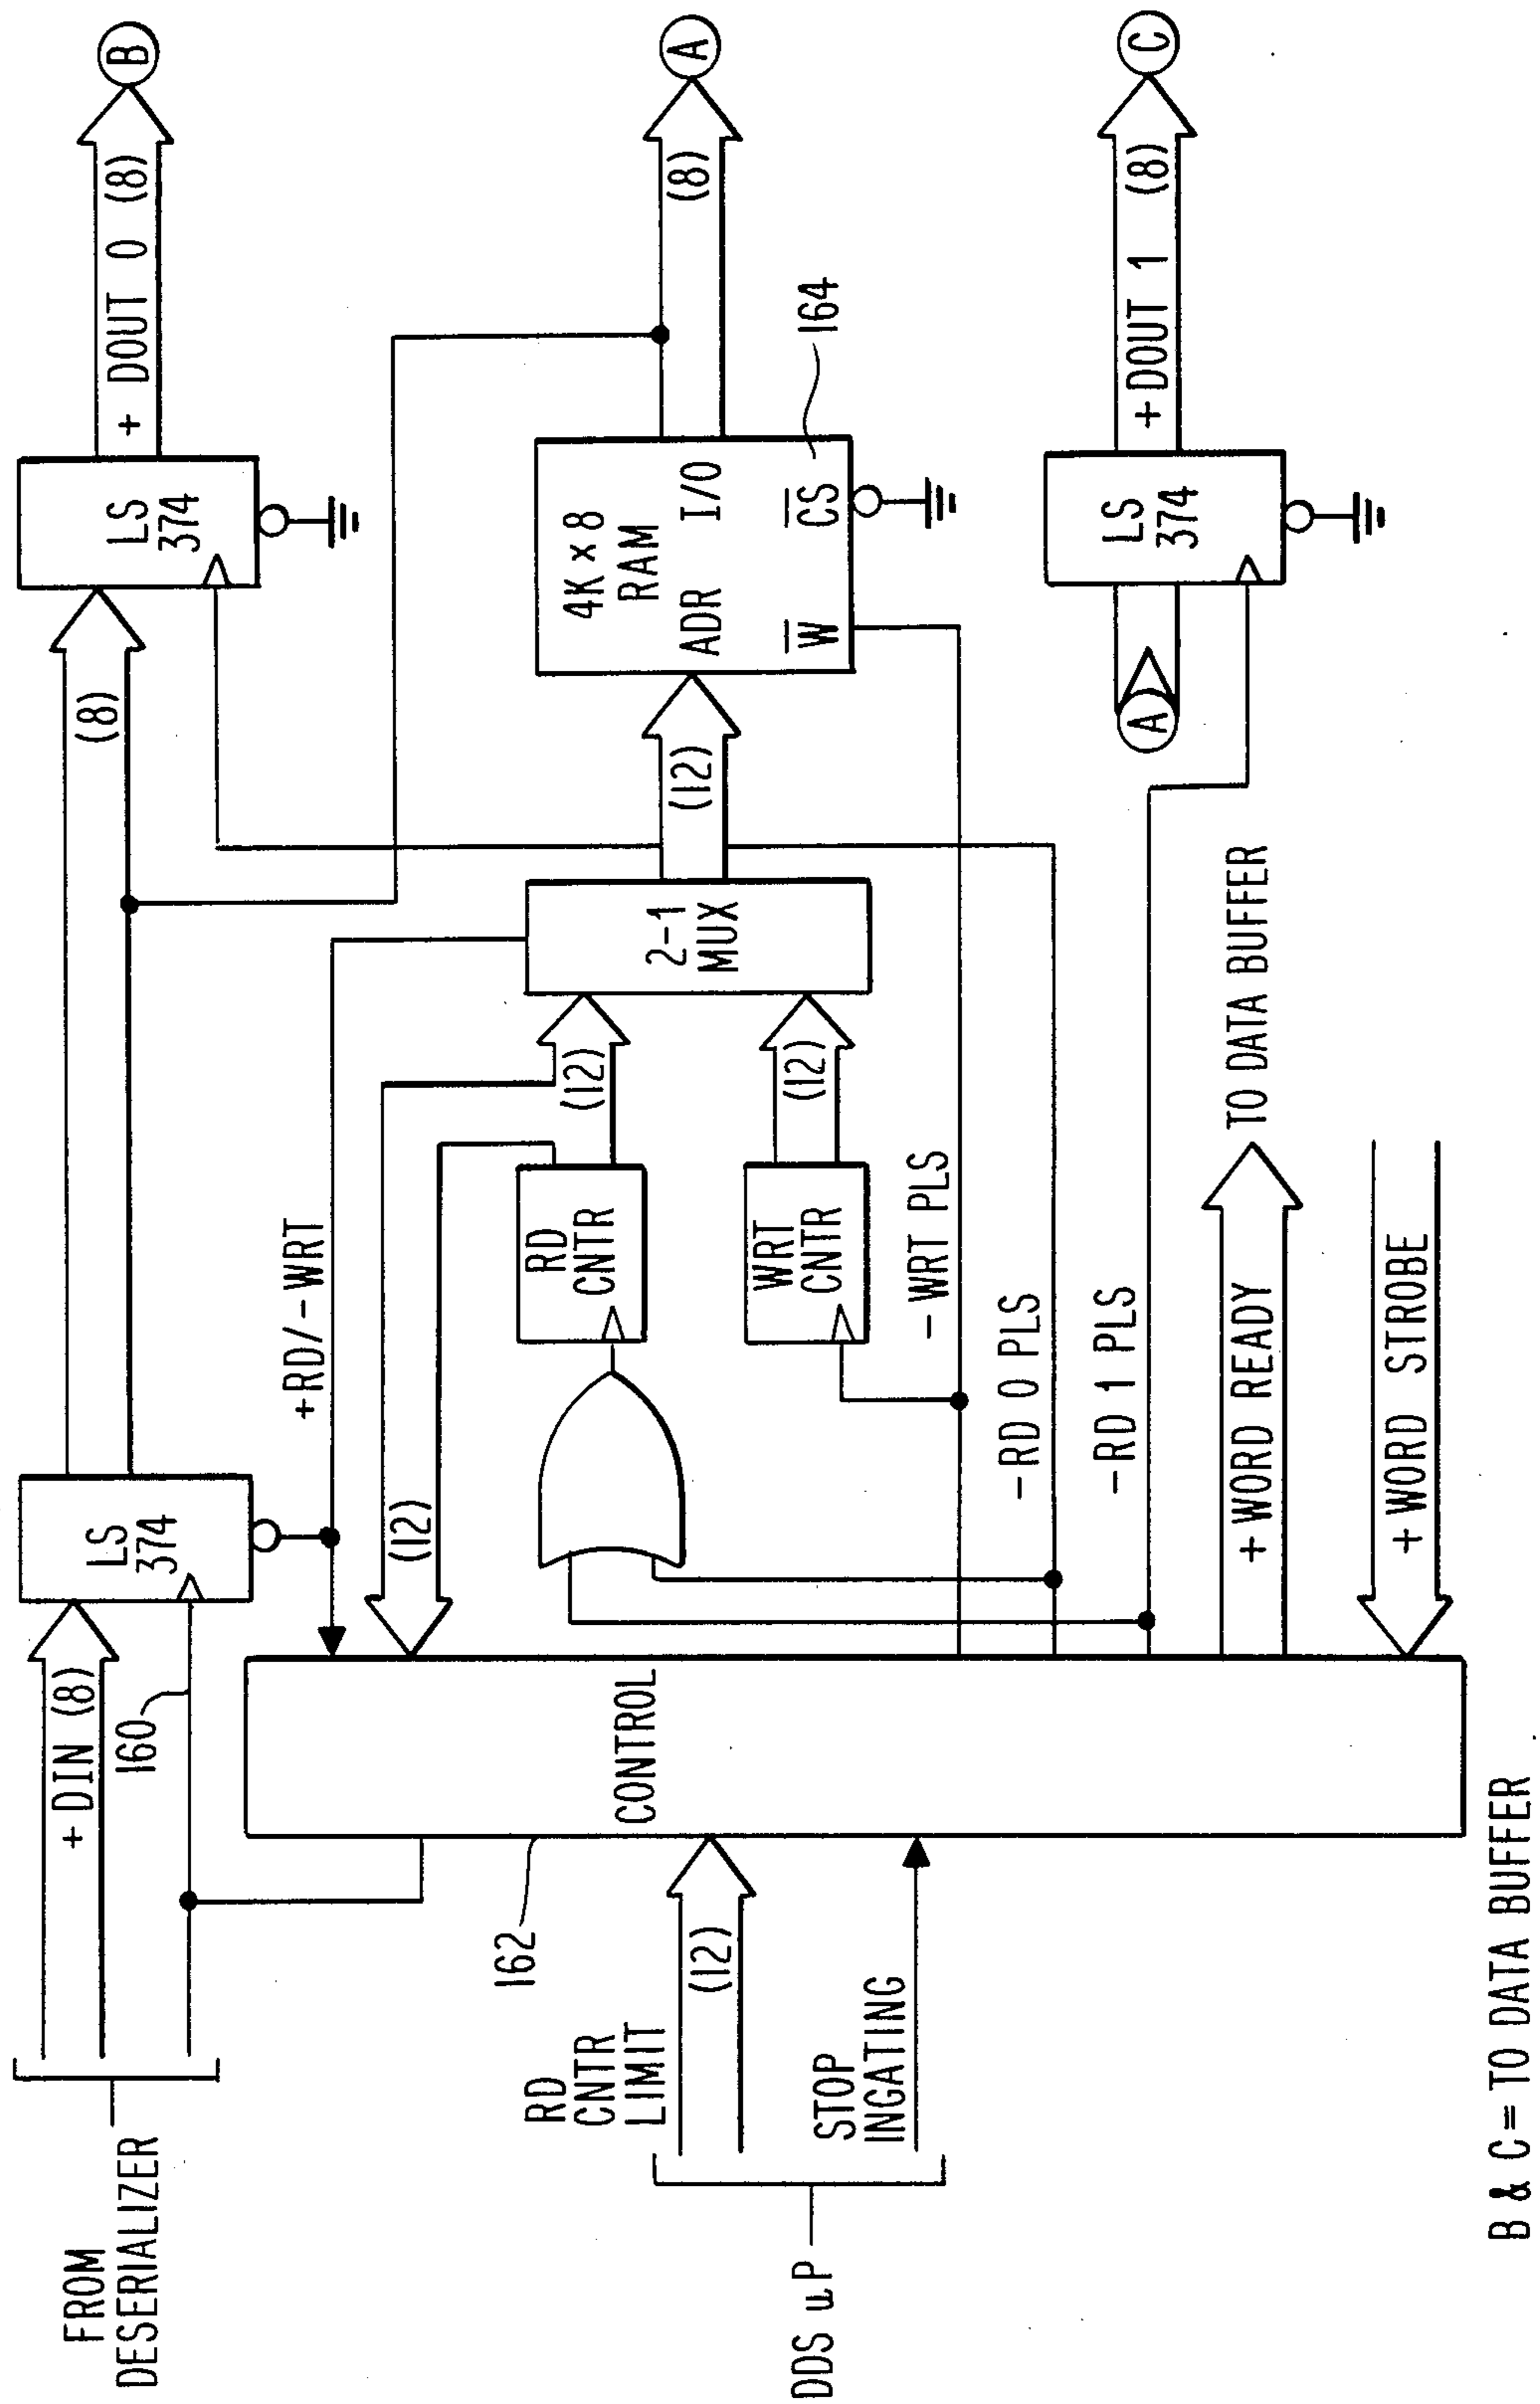 FROM
DESERIALIZER
+ DIN (8)
160
LS
374
(8)
LS
374
+ DOUT 0 (8)
B
+RD/-WRT
(12)
RD
CNTR
(12)
2-1
MUX
(12)
4K x 8
RAM
ADR I/O
W CS
164
(8)
A
WRT
CNTR
(12)
162
CONTROL
DDS uP
RD
CNTR
LIMIT
(12)
STOP
INGATING
-WRT PLS
-RD 0 PLS
-RD 1 PLS
A
LS
374
+DOUT 1 (8)
C
+ WORD READY
TO DATA BUFFER
+ WORD STROBE
B & C = TO DATA BUFFER